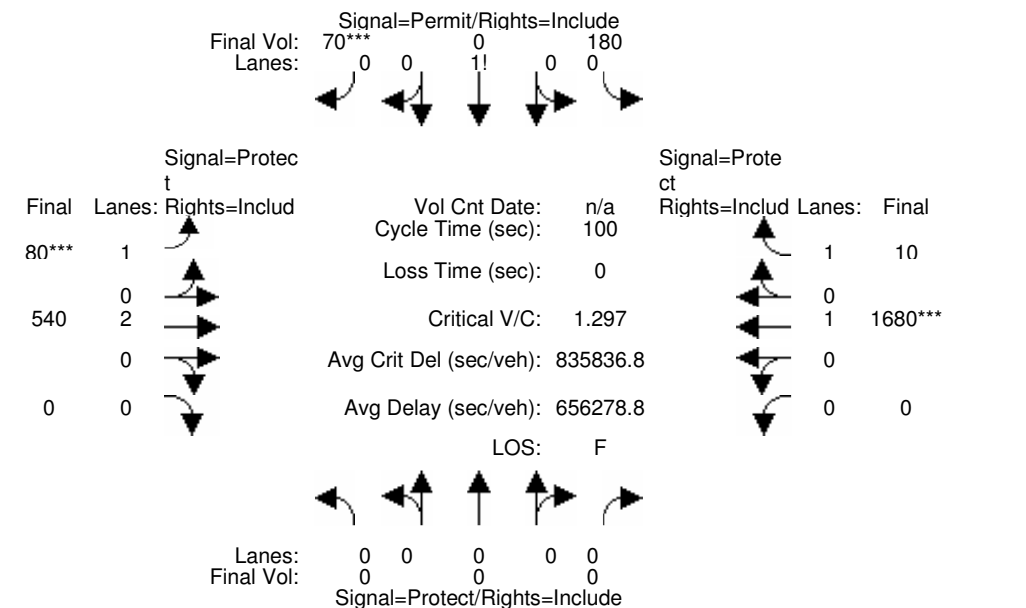 Signal=Permit/Rights=Include
Final Vol: 70*** 0 180
Lanes: 0 0 1! 0 0
Signal=Protec
t
Rights=Includ
Signal=Prote
ct
Rights=Includ
Final Lanes: Vol Cnt Date: n/a Lanes: Final
Cycle Time (sec): 100
80*** 1 1 10
Loss Time (sec): 0
0 0
540 2 Critical V/C: 1.297 1 1680***
0 Avg Crit Del (sec/veh): 835836.8 0
0 0 Avg Delay (sec/veh): 656278.8 0 0
LOS: F
Lanes: 0 0 0 0 0
Final Vol: 0 0 0
Signal=Protect/Rights=Include